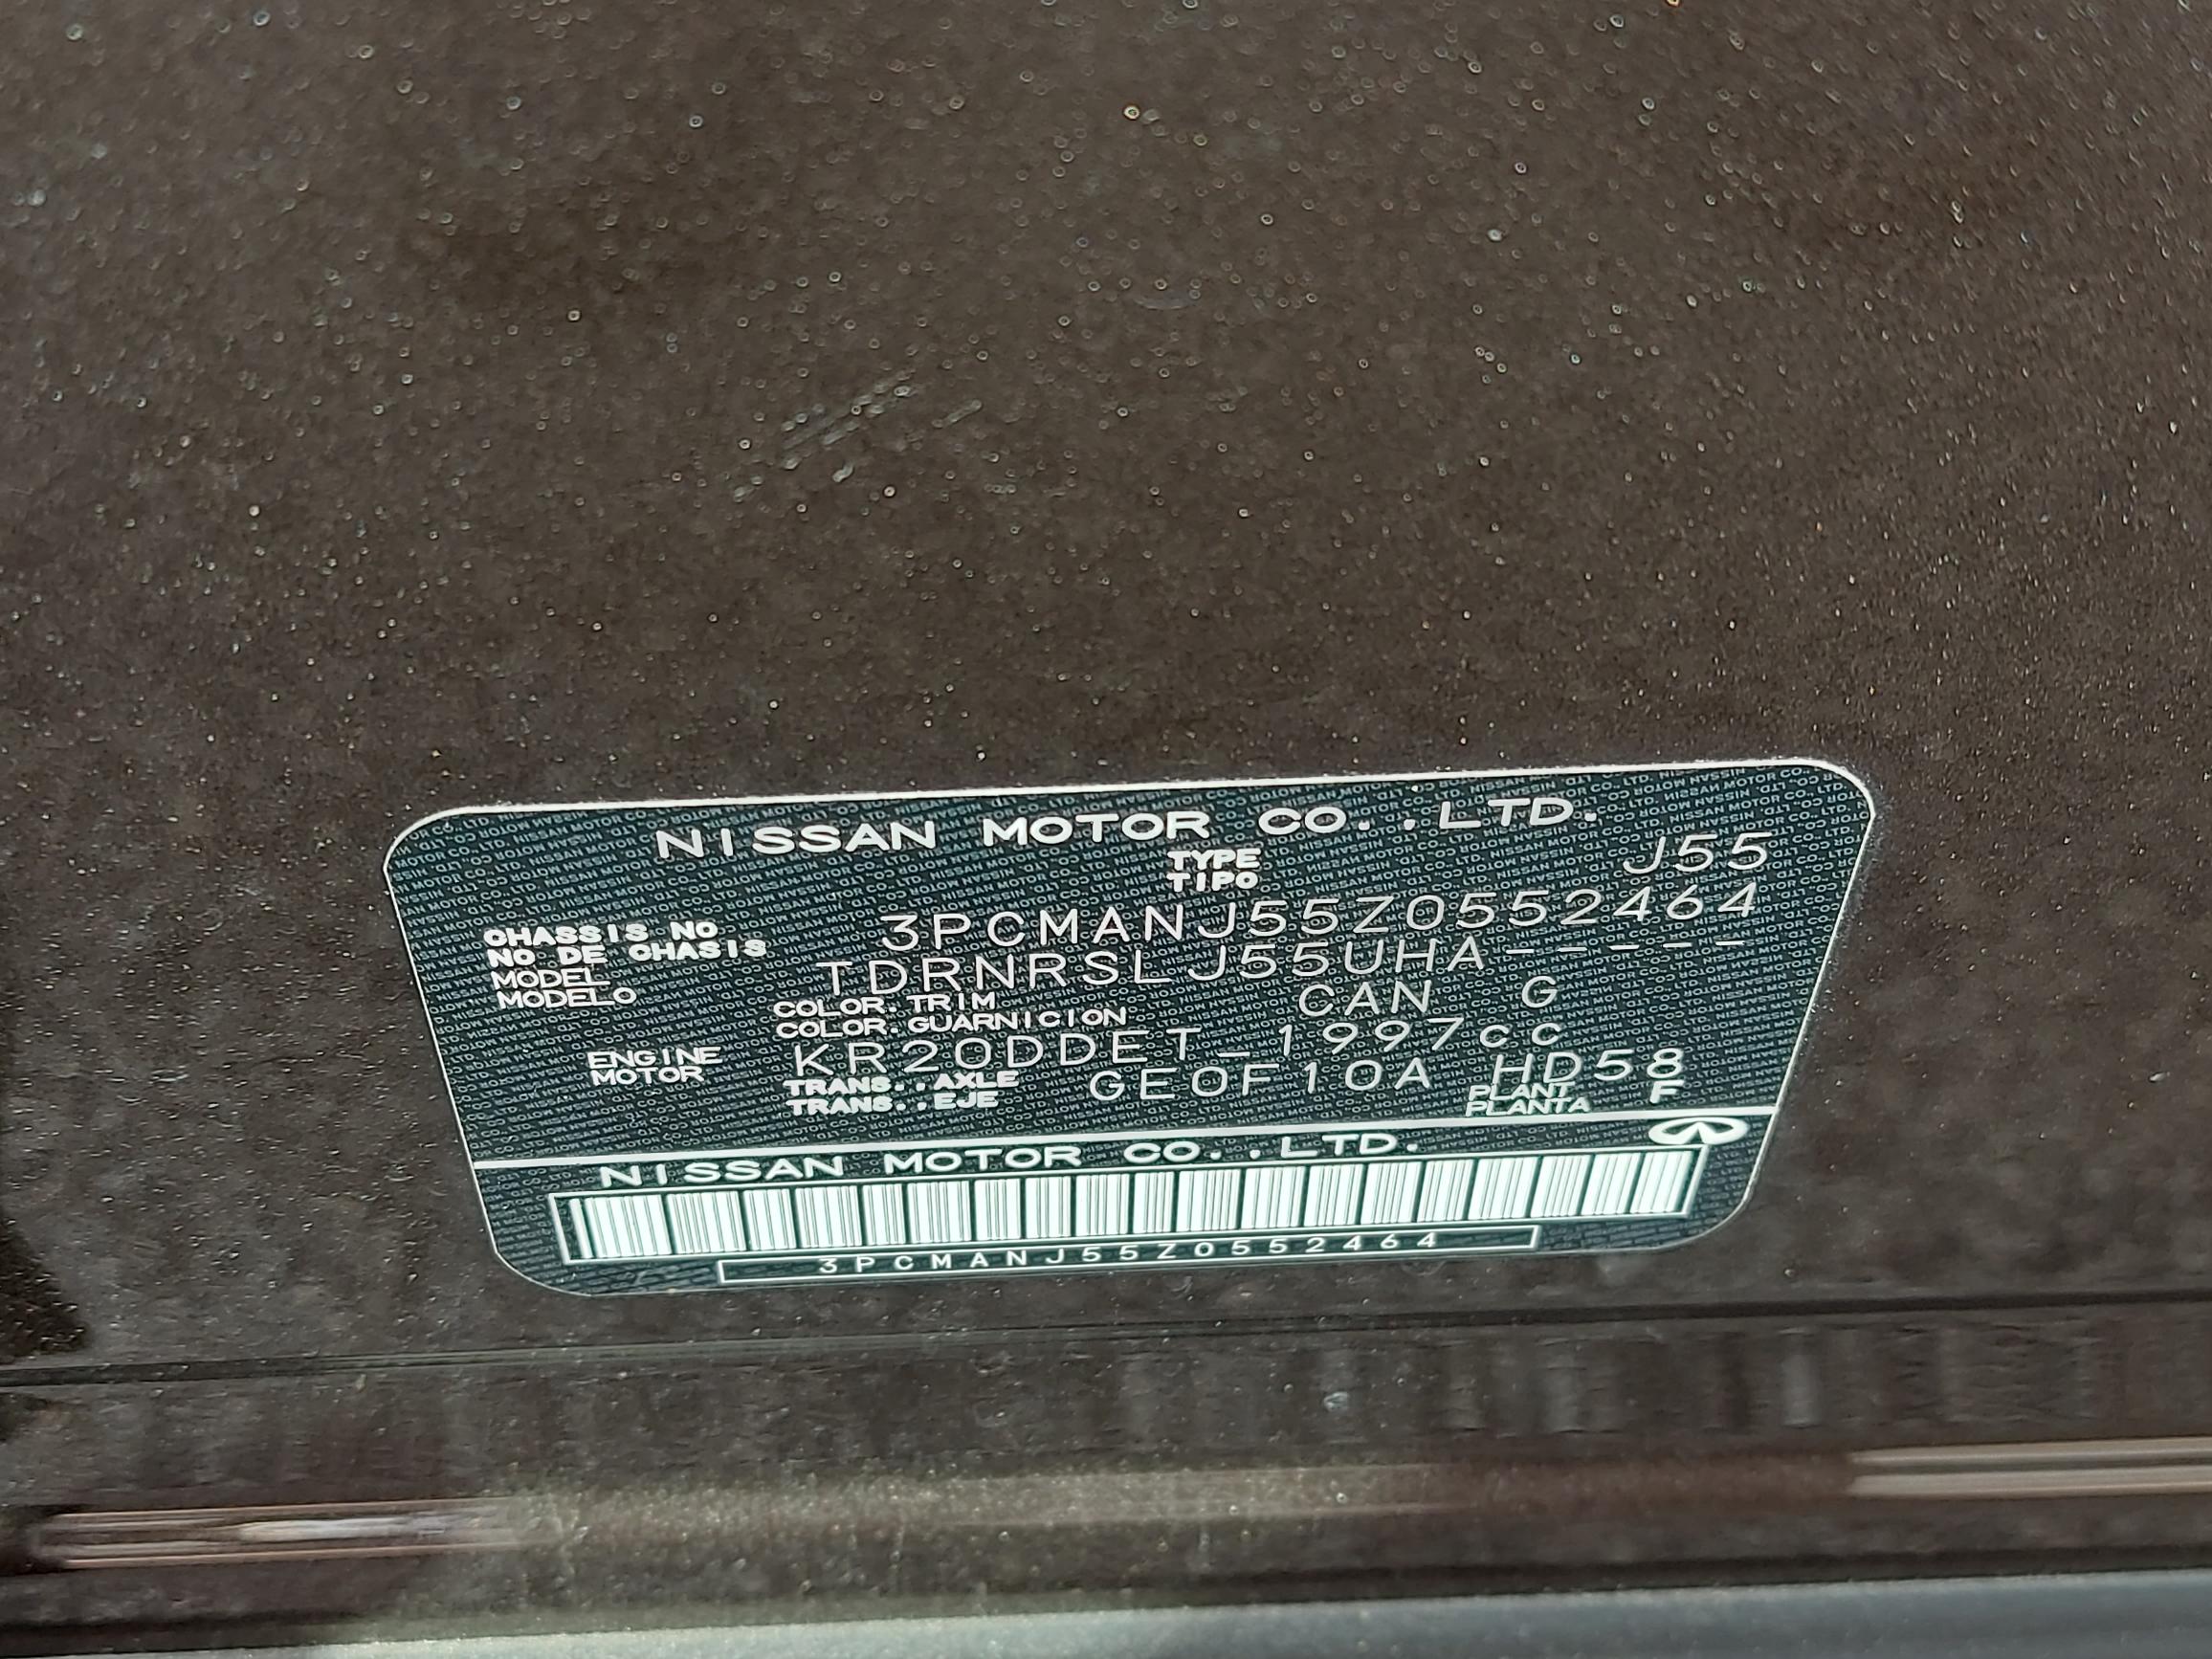 NISSAN MOTOR CO.,LTD.
TYPE J55
TIPO
CHASSIS NO 3PCMANJ55Z0552464
NO DE CHASIS
MODEL TDRNRSLJ55UHA-----
MODELO
COLOR.TRIM CAN G
COLOR.GUARNICION
ENGINE KR20DDET 1997cc
MOTOR
TRANS.,AXLE GE0F10A HD58
TRANS.,EJE
PLANT F
PLANTA
NISSAN MOTOR CO.,LTD.
3PCMANJ55Z0552464